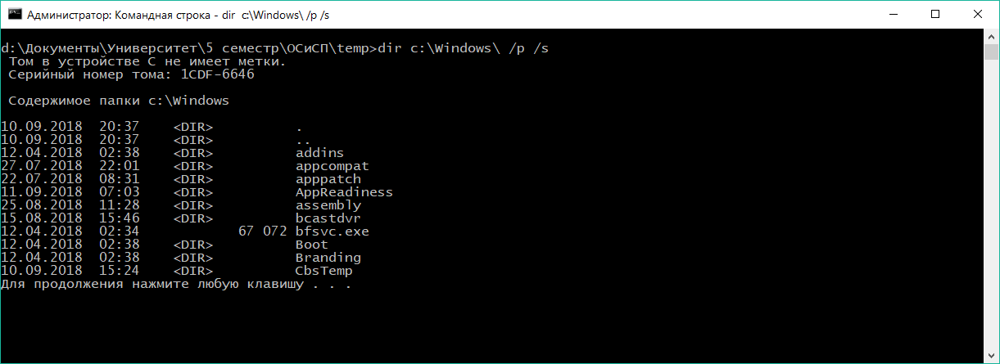 Администратор: Командная строка - dir  c:\Windows\ /p /s
d:\Документы\Университет\5 семестр\ОСиСП\temp>dir c:\Windows\ /p /s
 Том в устройстве C не имеет метки.
 Серийный номер тома: 1CDF-6646
 Содержимое папки c:\Windows
10.09.2018  20:37    <DIR>          .
10.09.2018  20:37    <DIR>          ..
12.04.2018  02:38    <DIR>          addins
27.07.2018  22:01    <DIR>          appcompat
22.07.2018  08:31    <DIR>          apppatch
11.09.2018  07:03    <DIR>          AppReadiness
25.08.2018  11:28    <DIR>          assembly
15.08.2018  15:46    <DIR>          bcastdvr
12.04.2018  02:34            67 072 bfsvc.exe
12.04.2018  02:38    <DIR>          Boot
12.04.2018  02:38    <DIR>          Branding
10.09.2018  15:24    <DIR>          CbsTemp
Для продолжения нажмите любую клавишу . . .